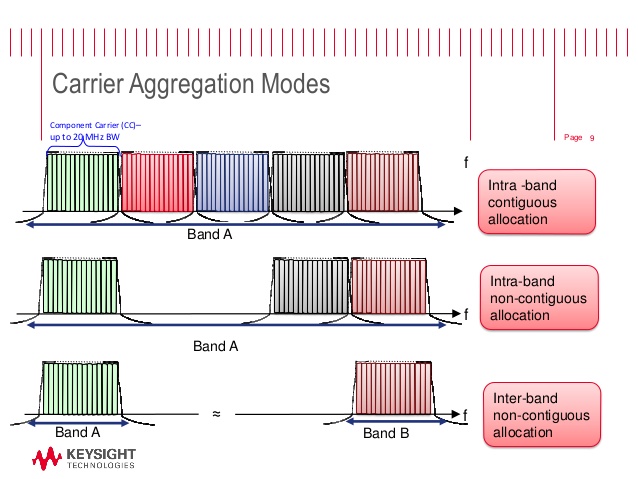 Carrier Aggregation Modes
Component Carrier (CC)–
up to 20 MHz BW
Page 9
f
Intra -band
contiguous
allocation
Band A
Intra-band
non-contiguous
allocation
f
Band A
Inter-band
non-contiguous
allocation
≈
f
Band A
Band B
KEYSIGHT
TECHNOLOGIES